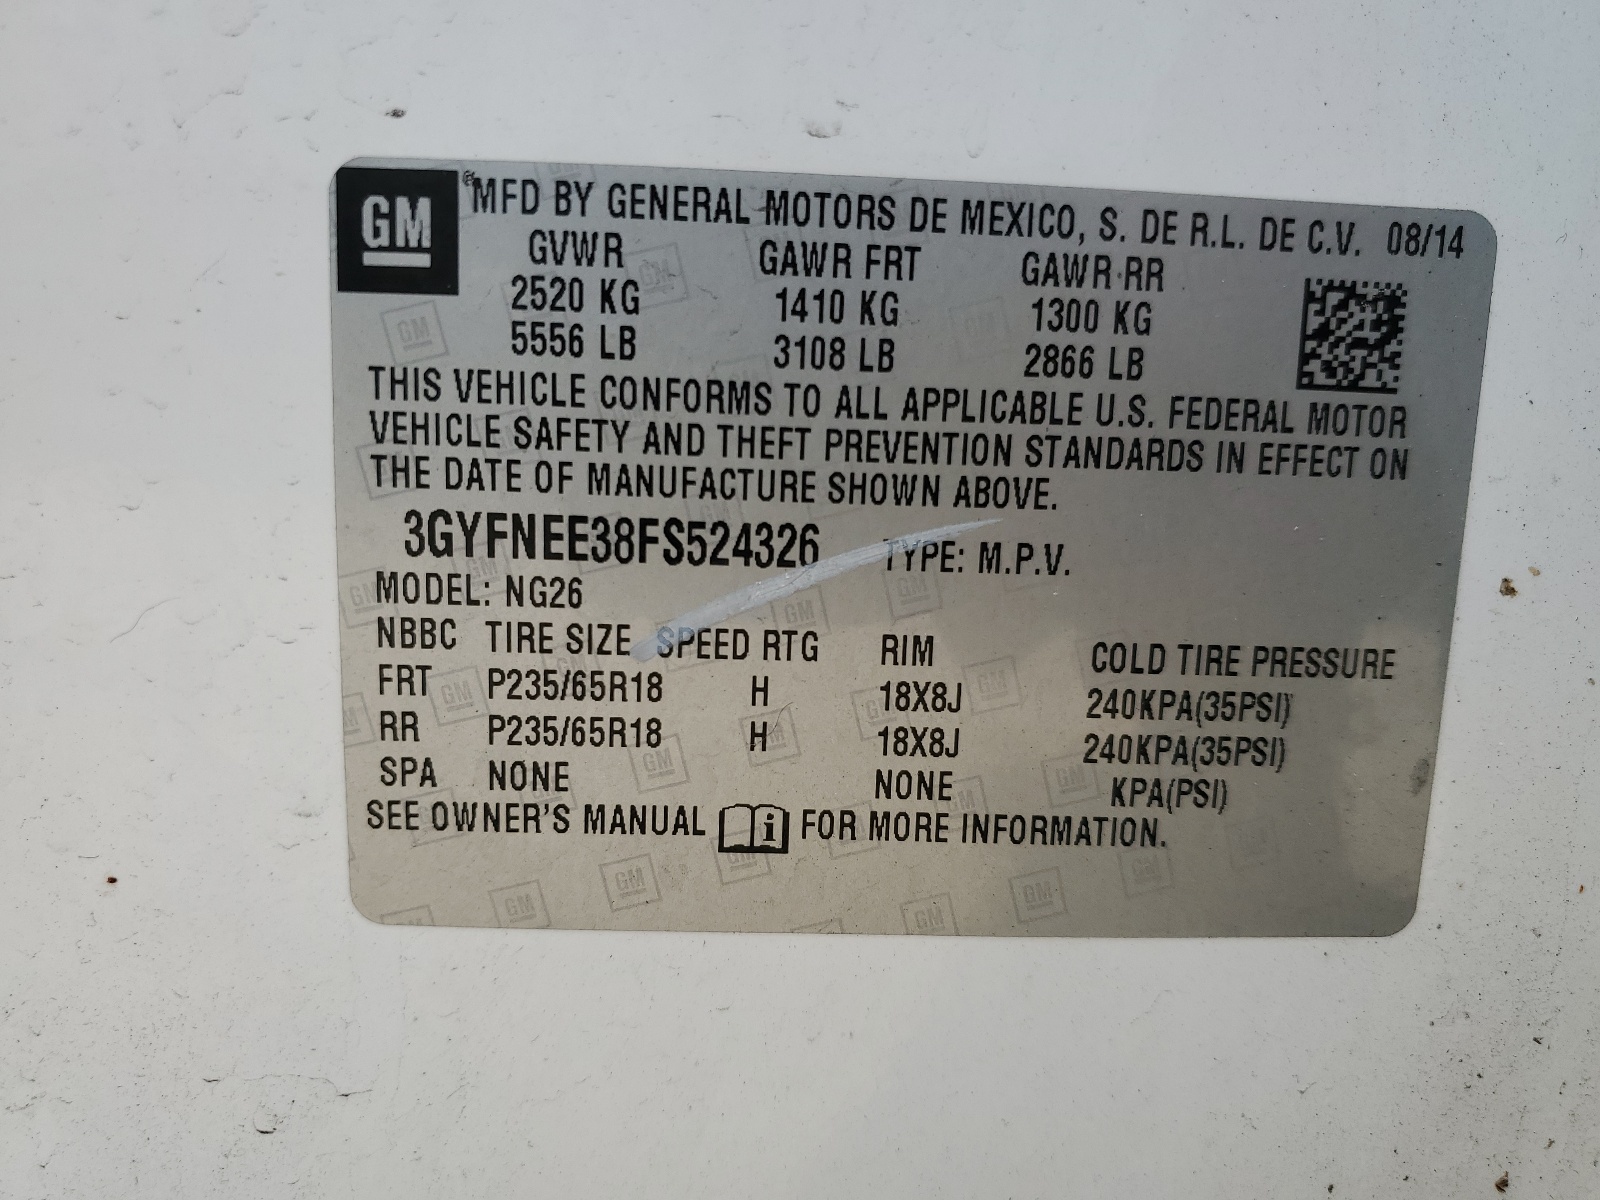 GM ® MFD BY GENERAL MOTORS DE MEXICO, S. DE R.L. DE C.V. 08/14
GVWR GAWR FRT GAWR RR
2520 KG 1410 KG 1300 KG
5556 LB 3108 LB 2866 LB
THIS VEHICLE CONFORMS TO ALL APPLICABLE U.S. FEDERAL MOTOR
VEHICLE SAFETY AND THEFT PREVENTION STANDARDS IN EFFECT ON
THE DATE OF MANUFACTURE SHOWN ABOVE.
3GYFNEE38FS524326 TYPE: M.P.V.
MODEL: NG26
NBBC TIRE SIZE SPEED RTG RIM COLD TIRE PRESSURE
FRT P235/65R18 H 18X8J 240KPA(35PSI)
RR P235/65R18 H 18X8J 240KPA(35PSI)
SPA NONE NONE KPA(PSI)
SEE OWNER'S MANUAL i FOR MORE INFORMATION.